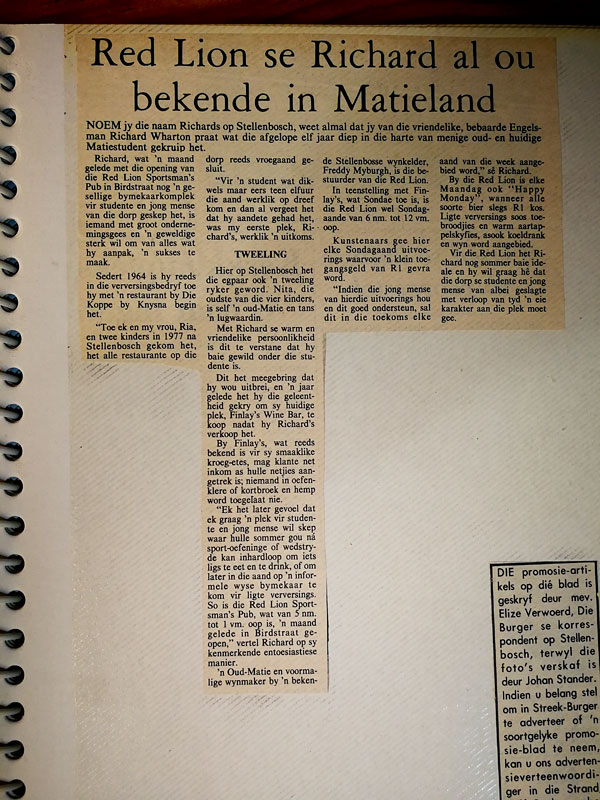 Red Lion se Richard al ou
bekende in Matieland
NOEM jy die naam Richards op Stellenbosch, weet almal dat jy van die vriendelike, bebaarde Engels-
man Richard Wharton praat wat die afgelope elf jaar diep in die harte van menige oud- en huidige
Matiestudent gekruip het.
Richard, wat 'n maand
gelede met die opening van
die Red Lion Sportsman's
Pub in Birdstraat nog 'n ge-
sellige bymekaarkomplek
vir studente en jong mense
van die dorp geskep het, is
iemand met groot onderne-
mingsgees en 'n geweldige
sterk wil om van alles wat
hy aanpak, 'n sukses te
maak.
Sedert 1964 is hy reeds
in die verversingsbedryf toe
hy met 'n restaurant by Die
Koppe by Knysna begin
het.
"Toe ek en my vrou, Ria,
en twee kinders in 1977 na
Stellenbosch gekom het,
het alle restaurante op die
dorp reeds vroegaand ge-
sluit.
"Vir 'n student wat dik-
wels maar eers teen elfuur
die aand werklik op dreef
kom en dan al vergeet het
dat hy aandete gehad het,
was my eerste plek, Ri-
chard's, werklik 'n uitkoms.
TWEELING
Hier op Stellenbosch het
die egpaar ook 'n tweeling
ryker geword. Nita, die
oudste van die vier kinders,
is self 'n oud-Matie en tans
'n lugwaardin.
Met Richard se warm en
vriendelike persoonlikheid
is dit te verstane dat hy
baie gewild onder die stu-
dente is.
Dit het meegebring dat
hy wou uitbrei, en 'n jaar
gelede het hy die geleent-
heid gekry om sy huidige
plek, Finlay's Wine Bar, te
koop nadat hy Richard's
verkoop het.
By Finlay's, wat reeds
bekend is vir sy smaaklike
kroeg-etes, mag klante net
inkom as hulle netjies aan-
getrek is; niemand in oefen-
klere of kortbroek en hemp
word toegelaat nie.
"Ek het later gevoel dat
ek graag 'n plek vir studen-
te en jong mense wil skep
waar hulle sommer gou ná
sport-oefeninge of wedstry-
de kan inhardloop om iets
ligs te eet en te drink, of om
later in die aand op 'n infor-
mele wyse bymekaar te
kom vir ligte verversings.
So is die Red Lion Sport-
sman's Pub, wat van 5 nm.
tot 1 vm. oop is, 'n maand
gelede in Birdstraat ge-
open," vertel Richard op sy
kenmerkende entoesiastiese
manier.
'n Oud-Matie en voorma-
lige wynmaker by 'n beken-
de Stellenbosse wynkelder,
Freddy Myburgh, is die be-
stuurder van die Red Lion.
In teenstelling met Fin-
lay's, wat Sondae toe is, is
die Red Lion wel Sondag-
aande van 6 nm. tot 12 vm.
oop.
Kunstenaars gee hier
elke Sondagaand uitvoe-
rings waarvoor 'n klein toe-
gangsgeld van R1 gevra
word.
"Indien die jong mense
van hierdie uitvoerings hou
en dit goed ondersteun, sal
dit in die toekoms elke
aand van die week aange-
bied word," sê Richard.
By die Red Lion is elke
Maandag ook "Happy
Monday", wanneer alle
soorte bier slegs R1 kos.
Ligte versversings soos toe-
broodjies en warm aartap-
pelskyfies, asook koeldrank
en wyn word aangebied.
Vir die Red Lion het Ri-
chard nog sommer baie ide-
ale en hy wil graag hê dat
die dorp se studente en jong
mense van albei geslagte
met verloop van tyd 'n eie
karakter aan die plek moet
gee.
DIE promosie-arti-
kels op dié blad is
geskryf deur mev.
Elize Verwoerd, Die
Burger se korres-
pondent op Stellen-
bosch, terwyl die
foto's verskaf is
deur Johan Stander.
Indien u belang stel
om in Streek-Burger
te adverteer of 'n
soortgelyke promo-
sie-blad te neem,
kan u ons adverten-
sieverteenwoordi-
ger in die Strand,